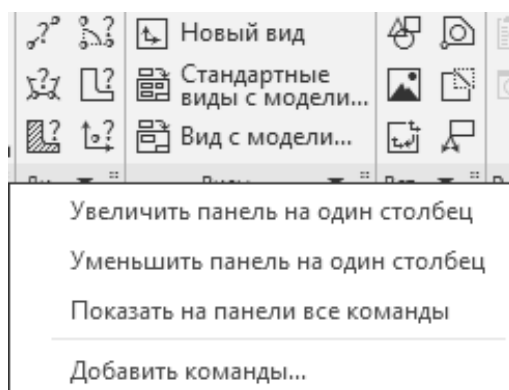 Новый вид
Стандартные
виды с модели...
Вид с модели...
Увеличить панель на один столбец
Уменьшить панель на один столбец
Показать на панели все команды
Добавить команды...